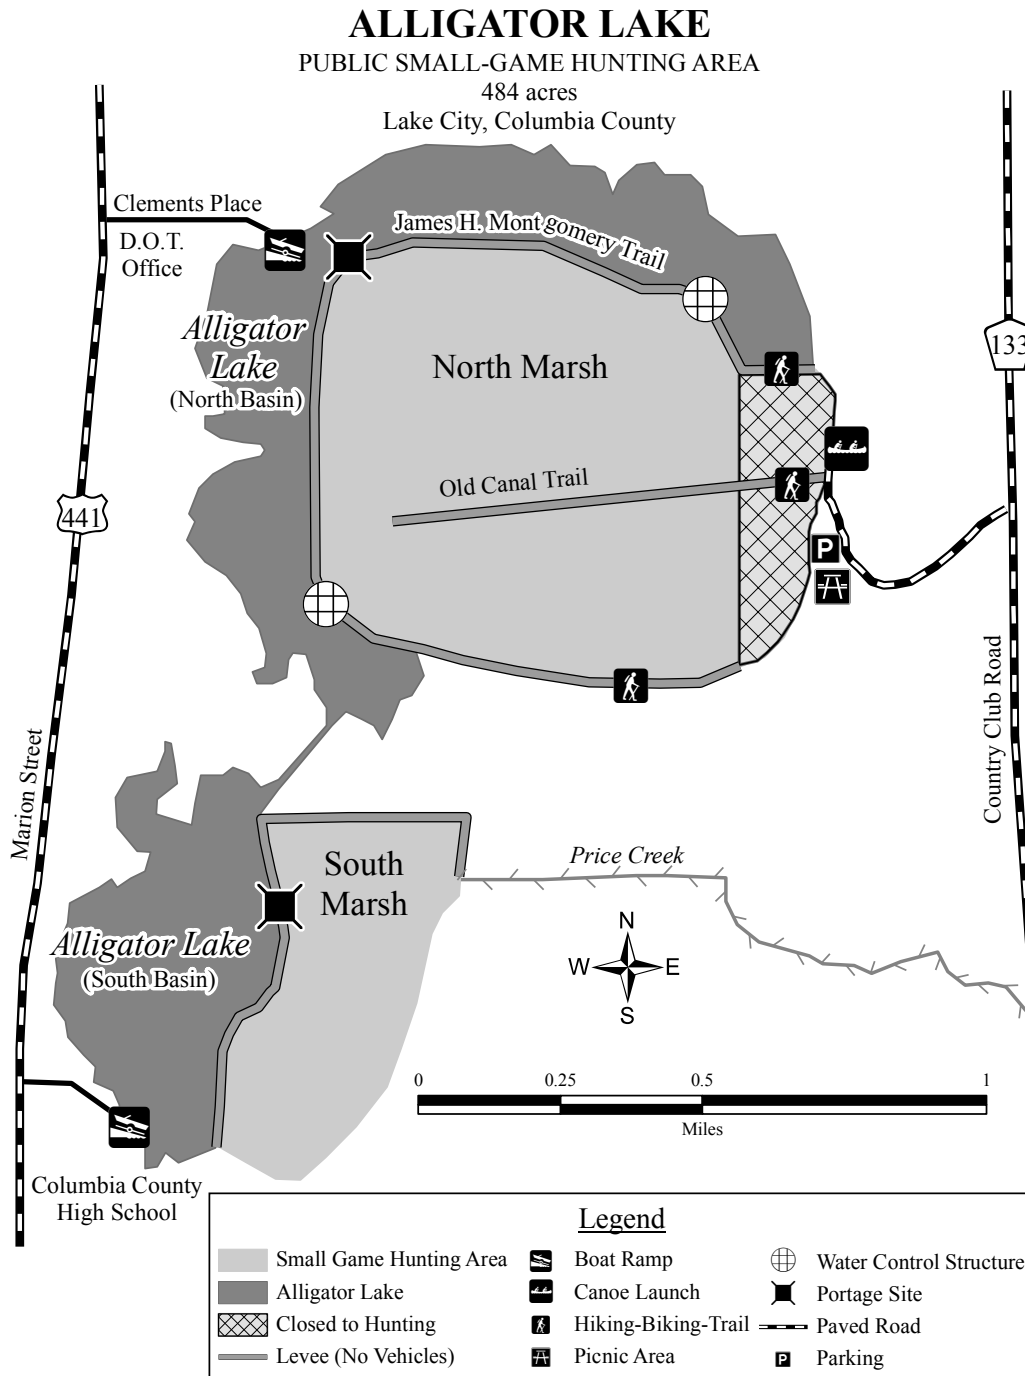 ALLIGATOR LAKE
PUBLIC SMALL-GAME HUNTING AREA
484 acres
Lake City, Columbia County
Clements Place
D.O.T.
Office
James H. Montgomery Trail
133
Alligator
Lake
(North Basin)
North Marsh
Old Canal Trail
441
P
Marion Street
Country Club Road
South
Marsh
Price Creek
Alligator Lake
(South Basin)
N
W E
S
0 0.25 0.5 1
Miles
Columbia County
High School
Legend
Small Game Hunting Area
Alligator Lake
Closed to Hunting
Levee (No Vehicles)
Boat Ramp
Canoe Launch
Hiking-Biking-Trail
Picnic Area
Water Control Structure
Portage Site
Paved Road
P Parking